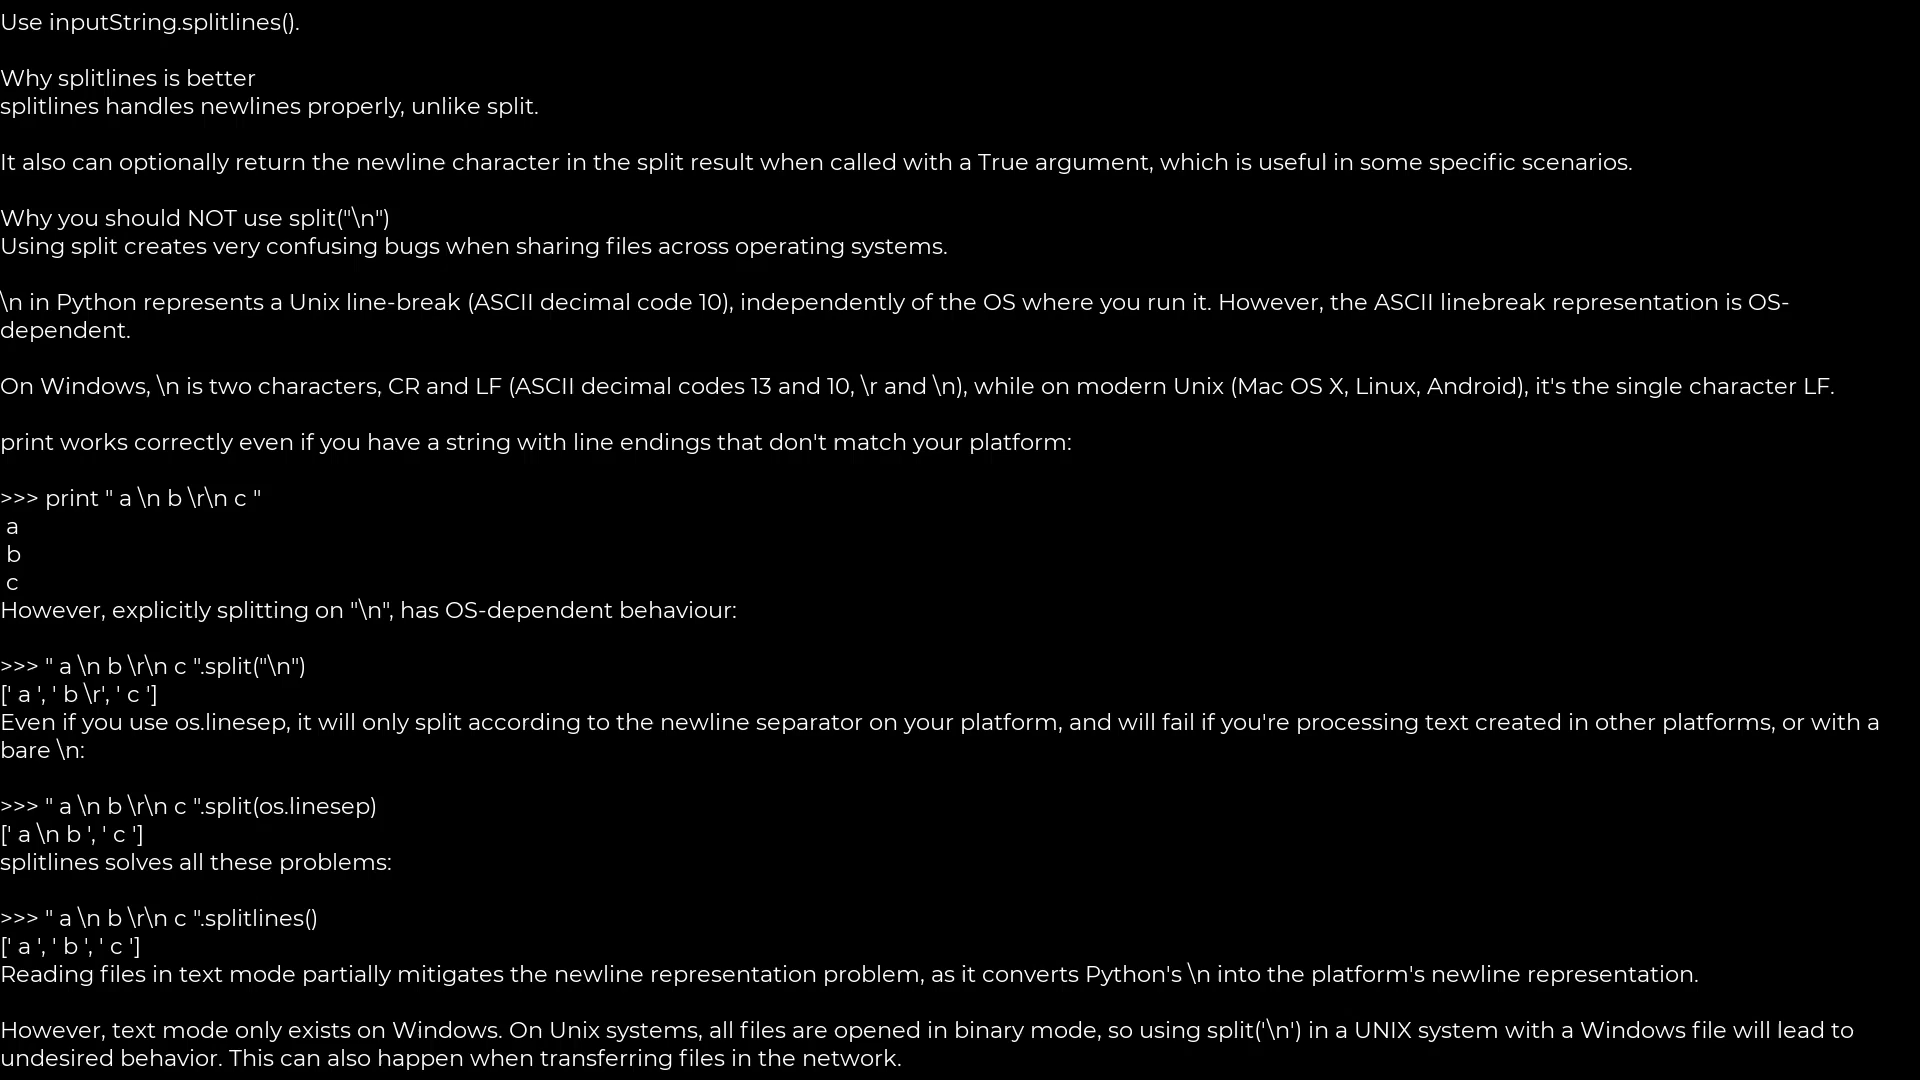 Use inputString.splitlines().
Why splitlines is better
splitlines handles newlines properly, unlike split.
It also can optionally return the newline character in the split result when called with a True argument, which is useful in some specific scenarios.
Why you should NOT use split("\n")
Using split creates very confusing bugs when sharing files across operating systems.
\n in Python represents a Unix line-break (ASCII decimal code 10), independently of the OS where you run it. However, the ASCII linebreak representation is OS-
dependent.
On Windows, \n is two characters, CR and LF (ASCII decimal codes 13 and 10, \r and \n), while on modern Unix (Mac OS X, Linux, Android), it's the single character LF.
print works correctly even if you have a string with line endings that don't match your platform:
>>> print " a \n b \r\n c "
a
b
c
However, explicitly splitting on "\n", has OS-dependent behaviour:
>>> " a \n b \r\n c ".split("\n")
[' a ', ' b \r', ' c ']
Even if you use os.linesep, it will only split according to the newline separator on your platform, and will fail if you're processing text created in other platforms, or with a
bare \n:
>>> " a \n b \r\n c ".split(os.linesep)
[' a \n b ', ' c ']
splitlines solves all these problems:
>>> " a \n b \r\n c ".splitlines()
[' a ', ' b ', ' c ']
Reading files in text mode partially mitigates the newline representation problem, as it converts Python's \n into the platform's newline representation.
However, text mode only exists on Windows. On Unix systems, all files are opened in binary mode, so using split('\n') in a UNIX system with a Windows file will lead to
undesired behavior. This can also happen when transferring files in the network.